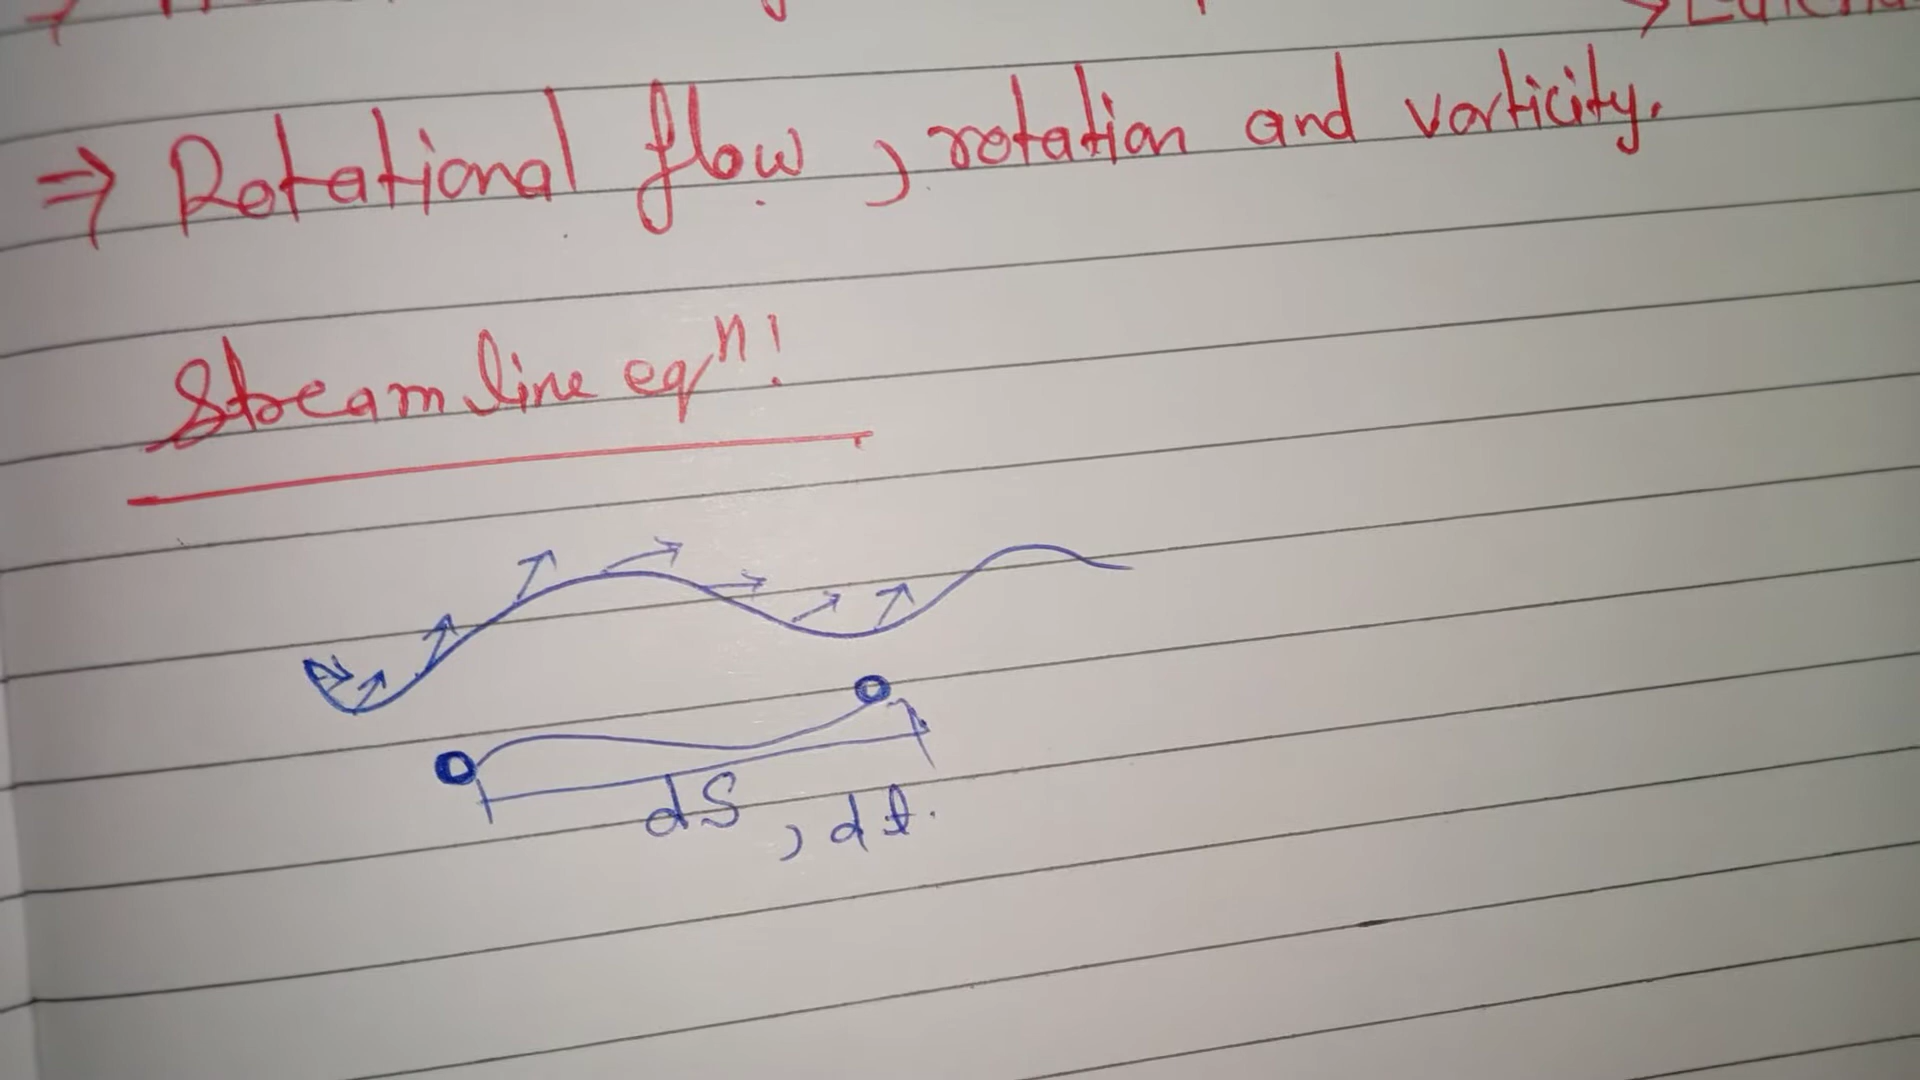 ⇒ Rotational flow, rotation and vorticity.
Stream line eqⁿ:
dS, dt.